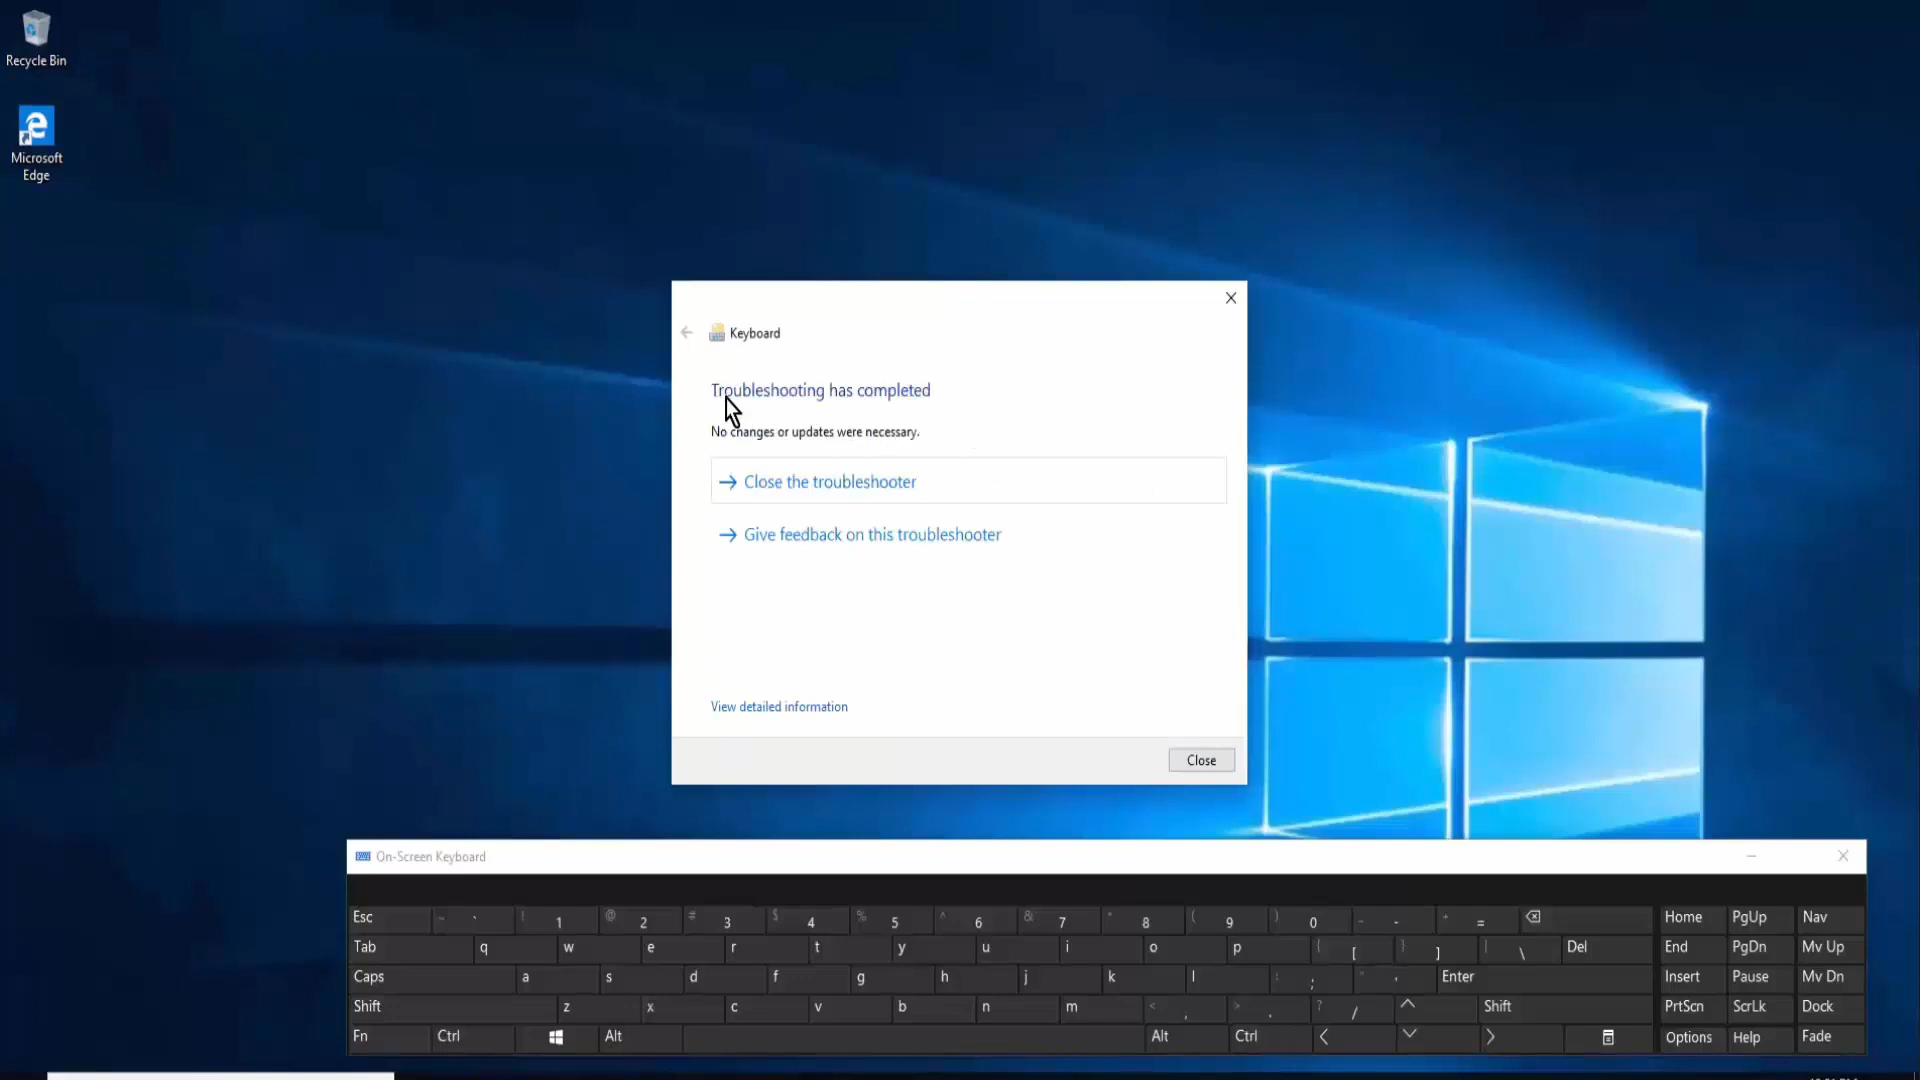 Recycle Bin
Microsoft
Edge
Keyboard
Troubleshooting has completed
No changes or updates were necessary.
→ Close the troubleshooter
→ Give feedback on this troubleshooter
View detailed information
Close
On-Screen Keyboard
Esc ~ ` ! 1 @ 2 # 3 $ 4 % 5 ^ 6 & 7 * 8 ( 9 ) 0 - + = Home PgUp Nav
Tab q w e r t y u i o p { [ } ] | \ Del End PgDn Mv Up
Caps a s d f g h j k l : ; " ' Enter Insert Pause Mv Dn
Shift z x c v b n m < , > . ? / Shift PrtScn ScrLk Dock
Fn Ctrl Alt Alt Ctrl Options Help Fade